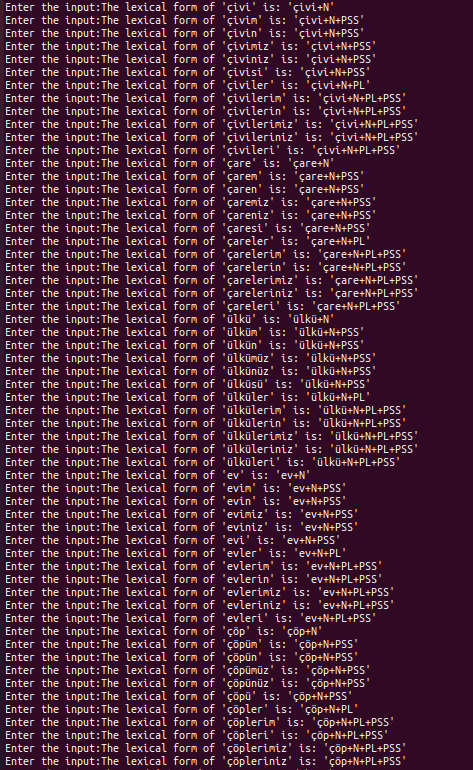 Enter the input:The lexical form of 'çivi' is: 'çivi+N'
Enter the input:The lexical form of 'çivim' is: 'çivi+N+PSS'
Enter the input:The lexical form of 'çivin' is: 'çivi+N+PSS'
Enter the input:The lexical form of 'çivimiz' is: 'çivi+N+PSS'
Enter the input:The lexical form of 'çiviniz' is: 'çivi+N+PSS'
Enter the input:The lexical form of 'çivisi' is: 'çivi+N+PSS'
Enter the input:The lexical form of 'çiviler' is: 'çivi+N+PL'
Enter the input:The lexical form of 'çivilerim' is: 'çivi+N+PL+PSS'
Enter the input:The lexical form of 'çivilerin' is: 'çivi+N+PL+PSS'
Enter the input:The lexical form of 'çivilerimiz' is: 'çivi+N+PL+PSS'
Enter the input:The lexical form of 'çivileriniz' is: 'çivi+N+PL+PSS'
Enter the input:The lexical form of 'çivileri' is: 'çivi+N+PL+PSS'
Enter the input:The lexical form of 'çare' is: 'çare+N'
Enter the input:The lexical form of 'çarem' is: 'çare+N+PSS'
Enter the input:The lexical form of 'çaren' is: 'çare+N+PSS'
Enter the input:The lexical form of 'çaremiz' is: 'çare+N+PSS'
Enter the input:The lexical form of 'çareniz' is: 'çare+N+PSS'
Enter the input:The lexical form of 'çaresi' is: 'çare+N+PSS'
Enter the input:The lexical form of 'çareler' is: 'çare+N+PL'
Enter the input:The lexical form of 'çarelerim' is: 'çare+N+PL+PSS'
Enter the input:The lexical form of 'çarelerin' is: 'çare+N+PL+PSS'
Enter the input:The lexical form of 'çarelerimiz' is: 'çare+N+PL+PSS'
Enter the input:The lexical form of 'çareleriniz' is: 'çare+N+PL+PSS'
Enter the input:The lexical form of 'çareleri' is: 'çare+N+PL+PSS'
Enter the input:The lexical form of 'ülkü' is: 'ülkü+N'
Enter the input:The lexical form of 'ülküm' is: 'ülkü+N+PSS'
Enter the input:The lexical form of 'ülkün' is: 'ülkü+N+PSS'
Enter the input:The lexical form of 'ülkümüz' is: 'ülkü+N+PSS'
Enter the input:The lexical form of 'ülkünüz' is: 'ülkü+N+PSS'
Enter the input:The lexical form of 'ülküsü' is: 'ülkü+N+PSS'
Enter the input:The lexical form of 'ülküler' is: 'ülkü+N+PL'
Enter the input:The lexical form of 'ülkülerim' is: 'ülkü+N+PL+PSS'
Enter the input:The lexical form of 'ülkülerin' is: 'ülkü+N+PL+PSS'
Enter the input:The lexical form of 'ülkülerimiz' is: 'ülkü+N+PL+PSS'
Enter the input:The lexical form of 'ülküleriniz' is: 'ülkü+N+PL+PSS'
Enter the input:The lexical form of 'ülküleri' is: 'ülkü+N+PL+PSS'
Enter the input:The lexical form of 'ev' is: 'ev+N'
Enter the input:The lexical form of 'evim' is: 'ev+N+PSS'
Enter the input:The lexical form of 'evin' is: 'ev+N+PSS'
Enter the input:The lexical form of 'evimiz' is: 'ev+N+PSS'
Enter the input:The lexical form of 'eviniz' is: 'ev+N+PSS'
Enter the input:The lexical form of 'evi' is: 'ev+N+PSS'
Enter the input:The lexical form of 'evler' is: 'ev+N+PL'
Enter the input:The lexical form of 'evlerim' is: 'ev+N+PL+PSS'
Enter the input:The lexical form of 'evlerin' is: 'ev+N+PL+PSS'
Enter the input:The lexical form of 'evlerimiz' is: 'ev+N+PL+PSS'
Enter the input:The lexical form of 'evleriniz' is: 'ev+N+PL+PSS'
Enter the input:The lexical form of 'evleri' is: 'ev+N+PL+PSS'
Enter the input:The lexical form of 'çöp' is: 'çöp+N'
Enter the input:The lexical form of 'çöpüm' is: 'çöp+N+PSS'
Enter the input:The lexical form of 'çöpün' is: 'çöp+N+PSS'
Enter the input:The lexical form of 'çöpümüz' is: 'çöp+N+PSS'
Enter the input:The lexical form of 'çöpünüz' is: 'çöp+N+PSS'
Enter the input:The lexical form of 'çöpü' is: 'çöp+N+PSS'
Enter the input:The lexical form of 'çöpler' is: 'çöp+N+PL'
Enter the input:The lexical form of 'çöplerim' is: 'çöp+N+PL+PSS'
Enter the input:The lexical form of 'çöpleri' is: 'çöp+N+PL+PSS'
Enter the input:The lexical form of 'çöplerimiz' is: 'çöp+N+PL+PSS'
Enter the input:The lexical form of 'çöpleriniz' is: 'çöp+N+PL+PSS'